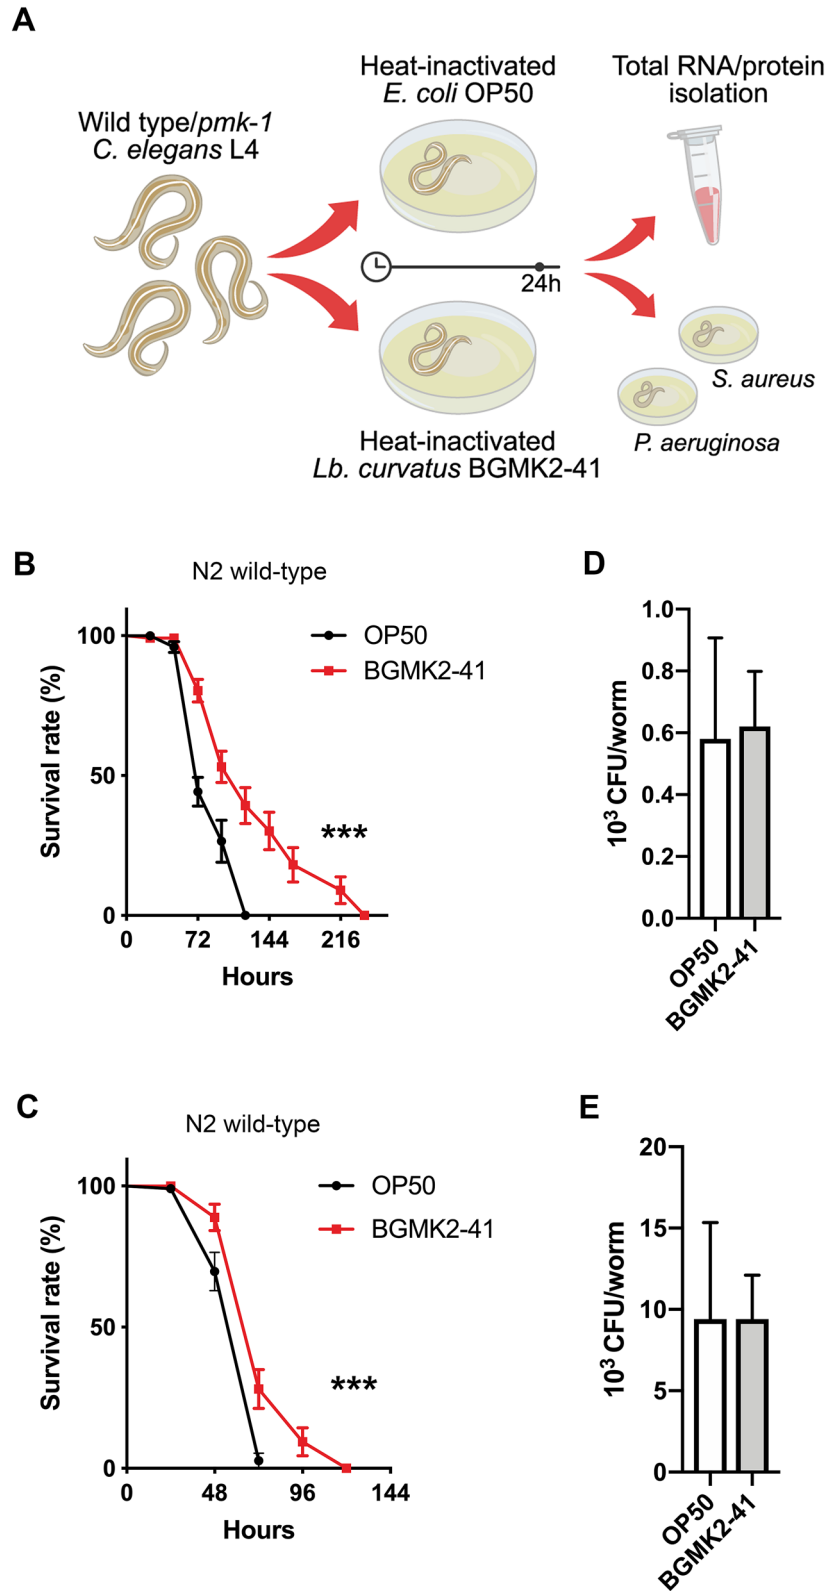 A
Heat-inactivated
E. coli OP50
Total RNA/protein
isolation
Wild type/pmk-1
C. elegans L4
24h
S. aureus
P. aeruginosa
Heat-inactivated
Lb. curvatus BGMK2-41
B
N2 wild-type
OP50
BGMK2-41
Survival rate (%)
100
50
0
***
0 72 144 216
Hours
D
10³ CFU/worm
1.0
0.8
0.6
0.4
0.2
0.0
OP50
BGMK2-41
C
N2 wild-type
OP50
BGMK2-41
Survival rate (%)
100
50
0
***
0 48 96 144
Hours
E
10³ CFU/worm
20
15
10
5
0
OP50
BGMK2-41